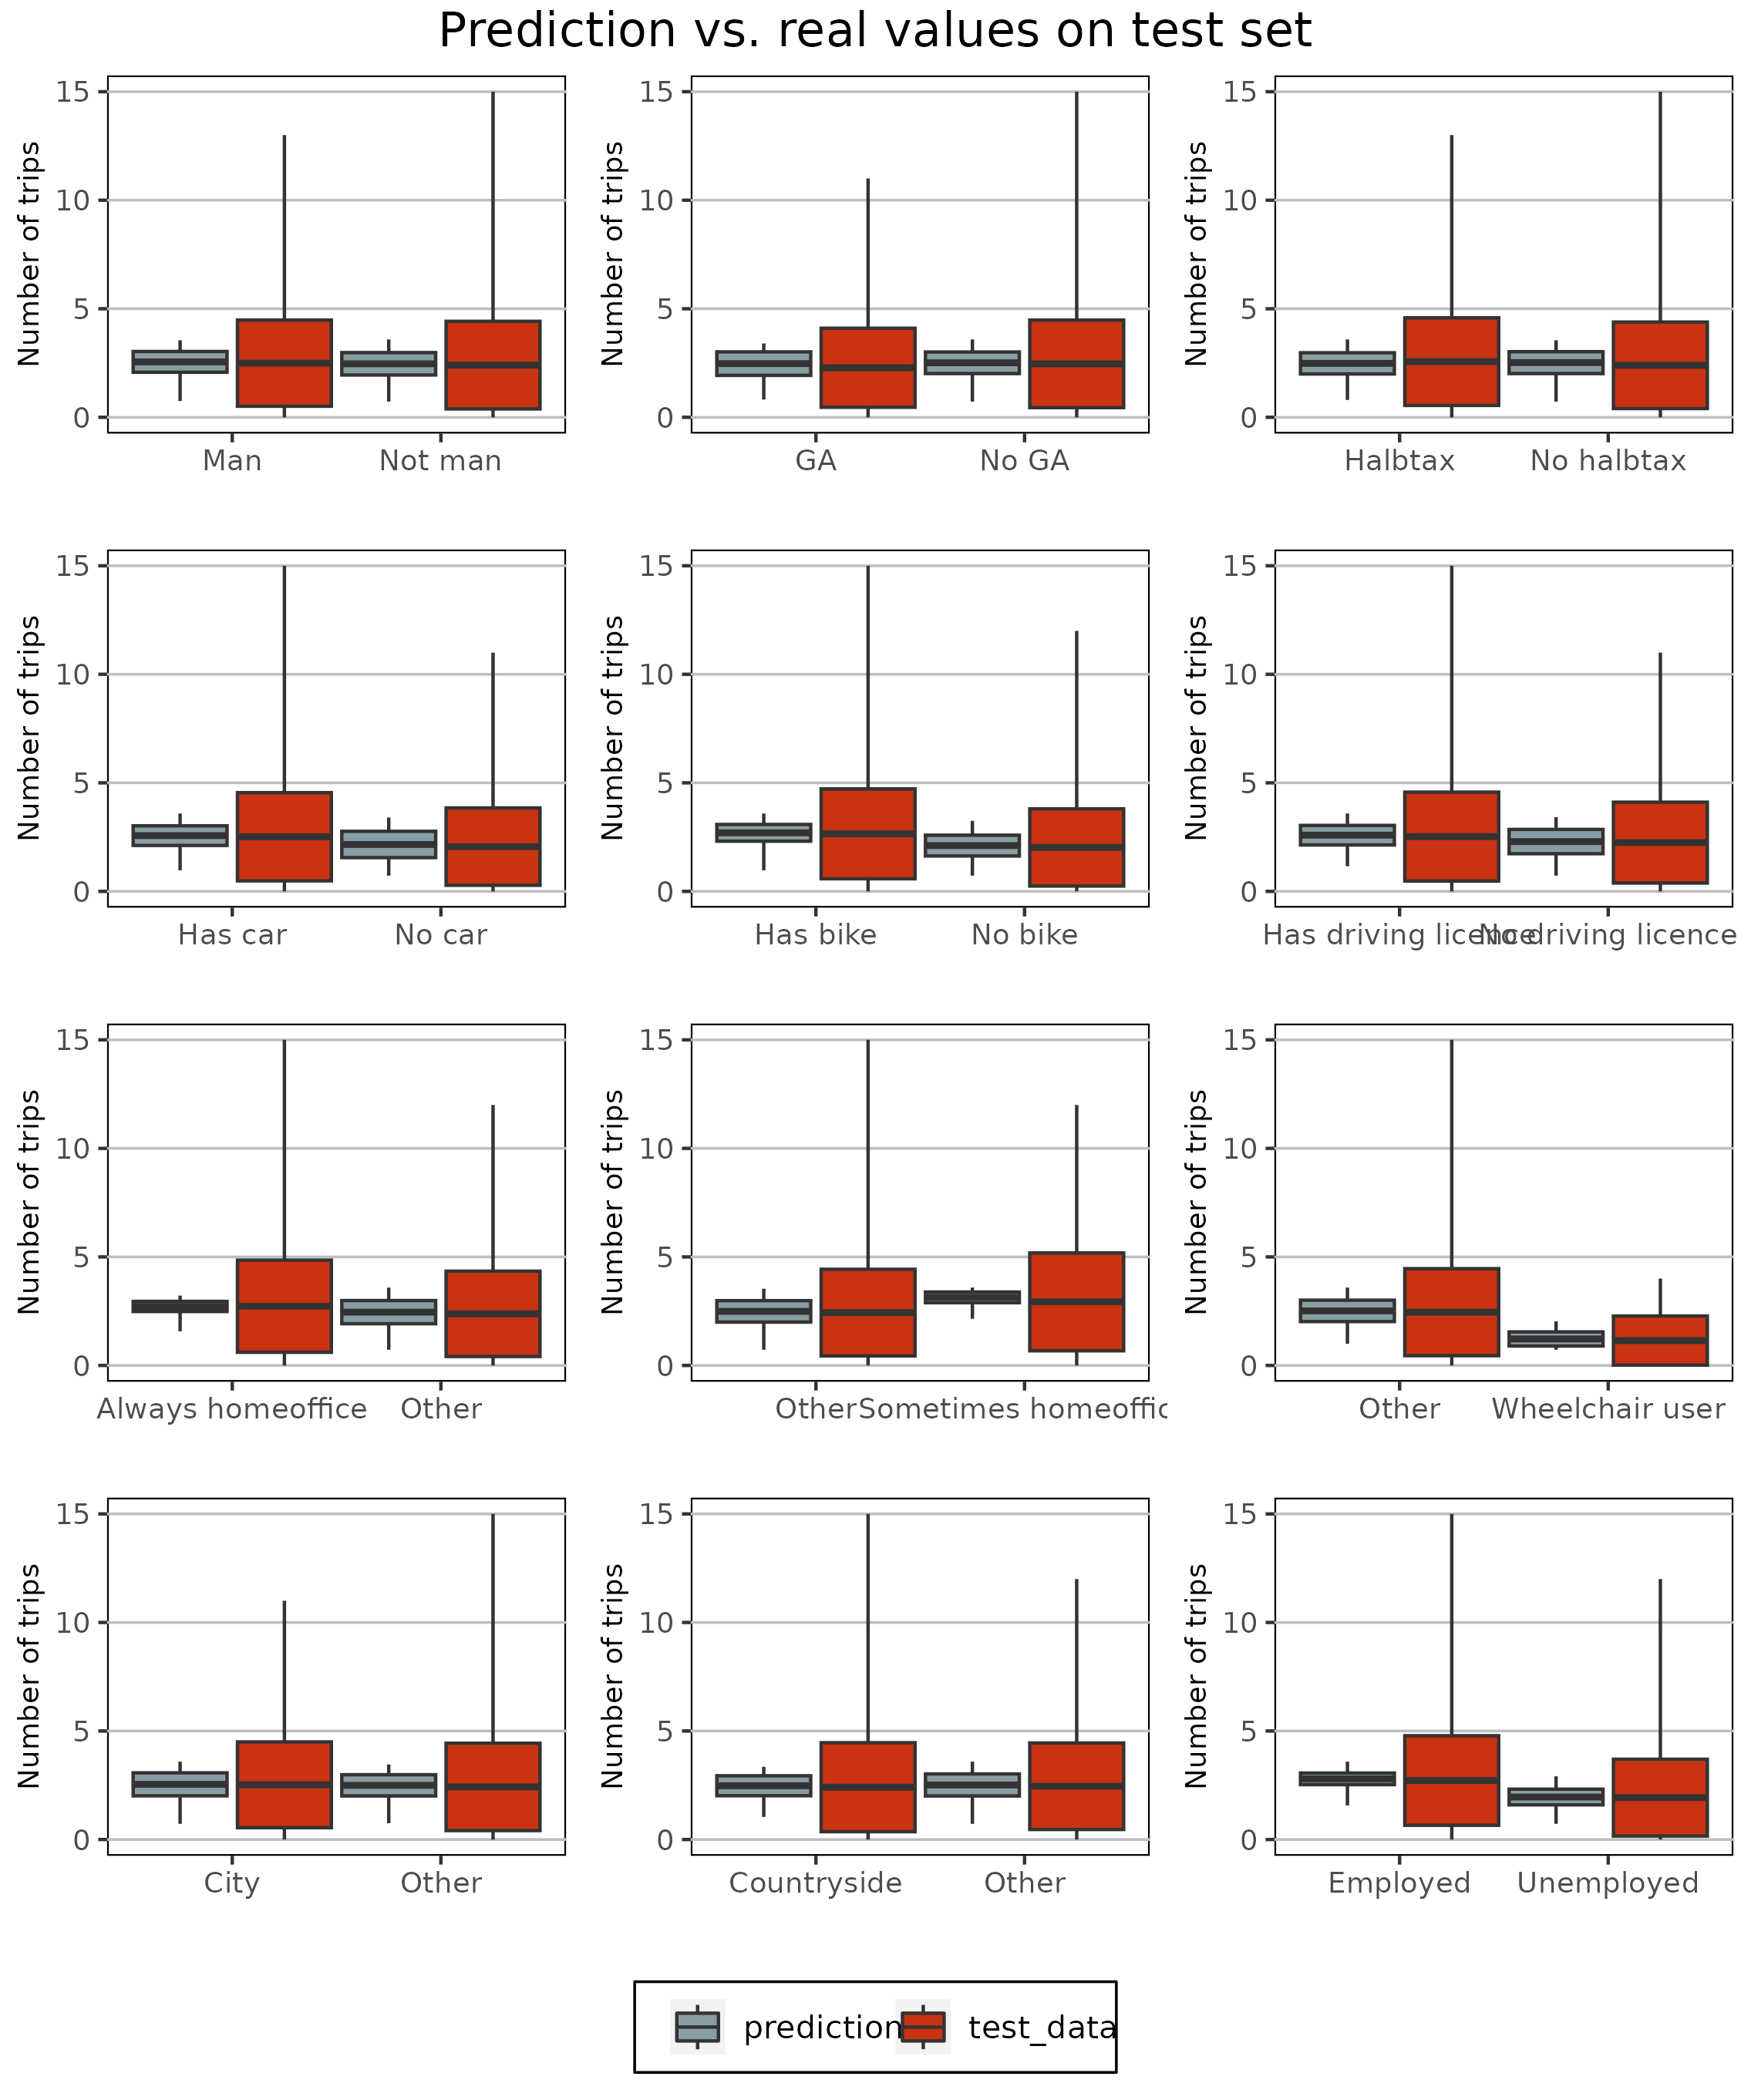 Prediction vs. real values on test set
Number of trips
15
10
5
0
Man Not man
Number of trips
15
10
5
0
GA No GA
Number of trips
15
10
5
0
Halbtax No halbtax
Number of trips
15
10
5
0
Has car No car
Number of trips
15
10
5
0
Has bike No bike
Number of trips
15
10
5
0
Has driving licence No driving licence
Number of trips
15
10
5
0
Always homeoffice Other
Number of trips
15
10
5
0
Other Sometimes homeoffic
Number of trips
15
10
5
0
Other Wheelchair user
Number of trips
15
10
5
0
City Other
Number of trips
15
10
5
0
Countryside Other
Number of trips
15
10
5
0
Employed Unemployed
prediction test_data